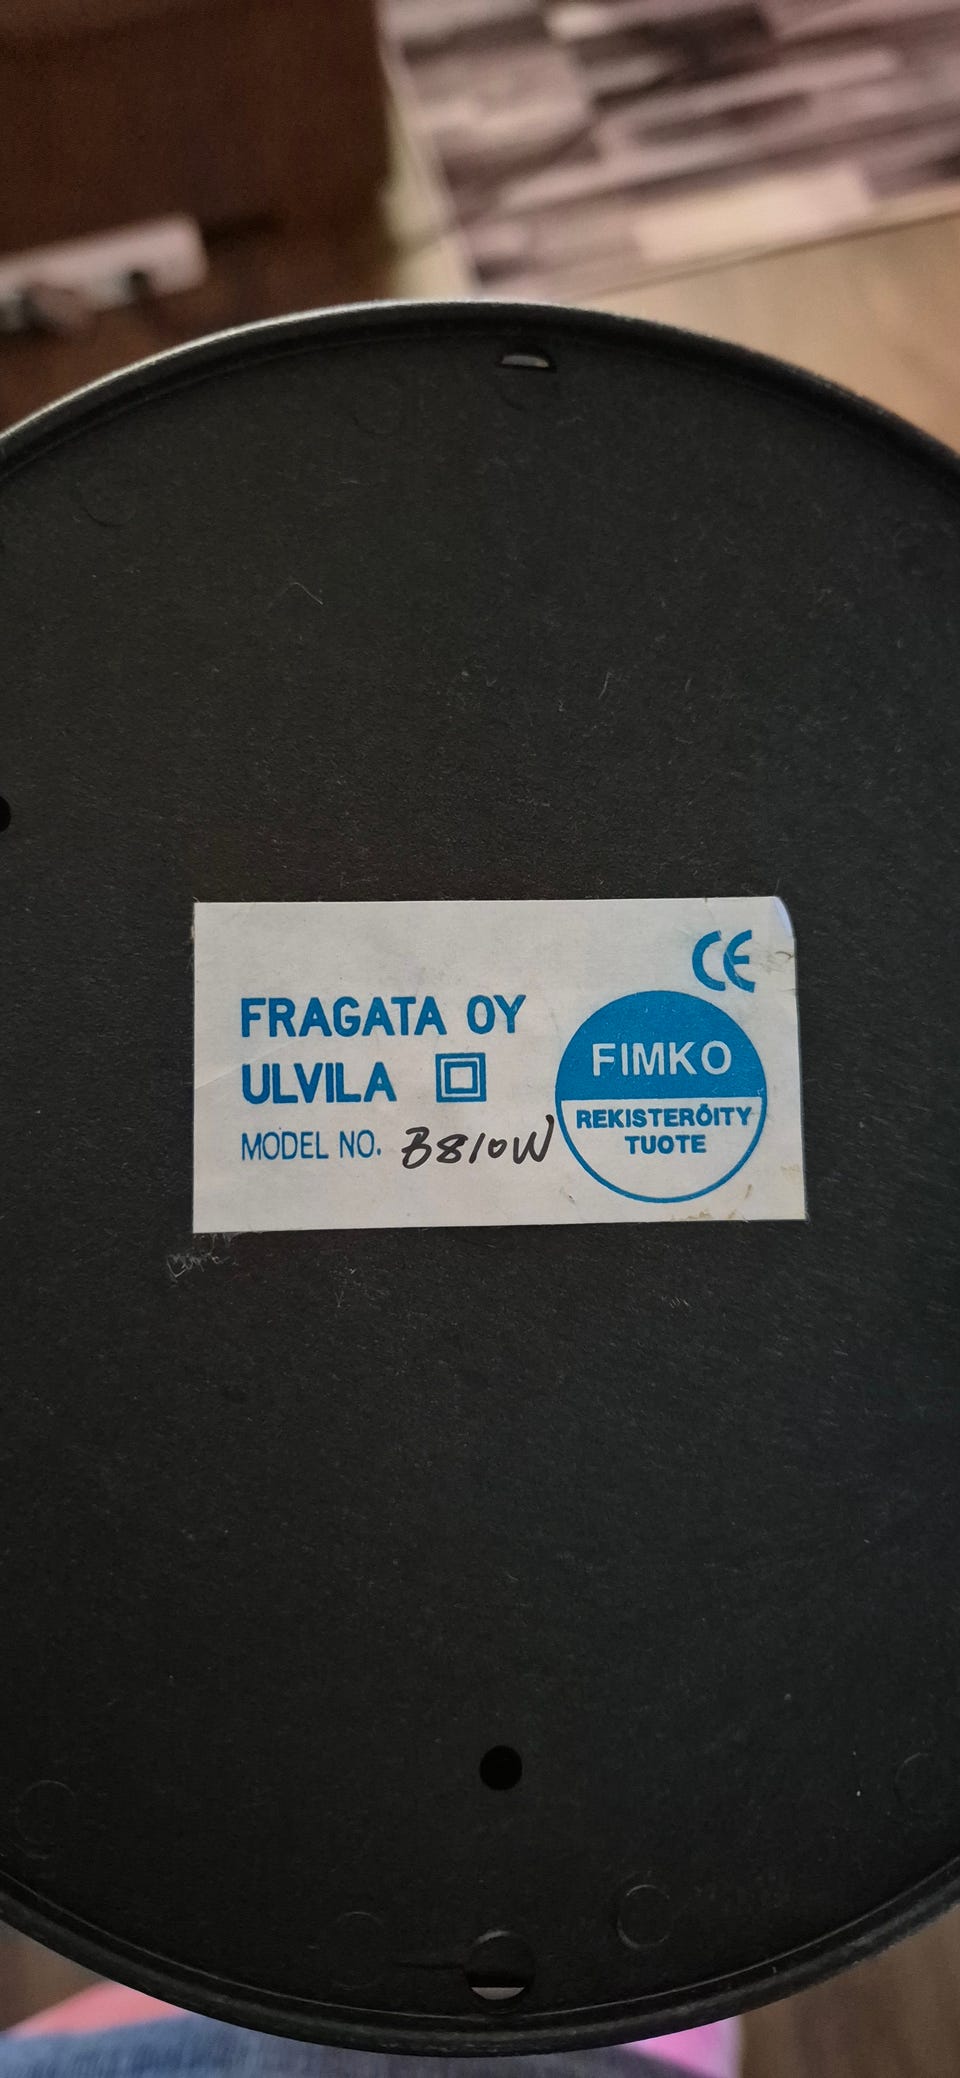 CE
FRAGATA OY
ULVILA
MODEL NO. B810W
FIMKO
REKISTERÖITY
TUOTE